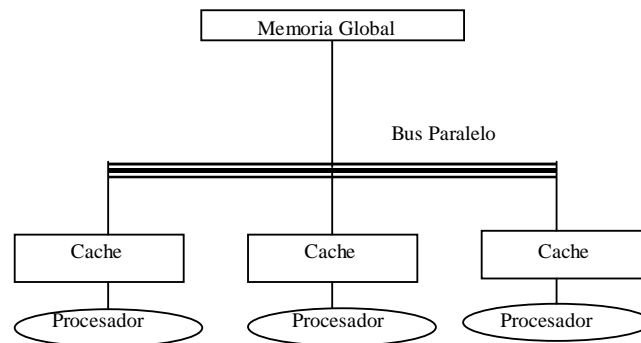 Memoria Global
Bus Paralelo
Cache
Cache
Cache
Procesador
Procesador
Procesador